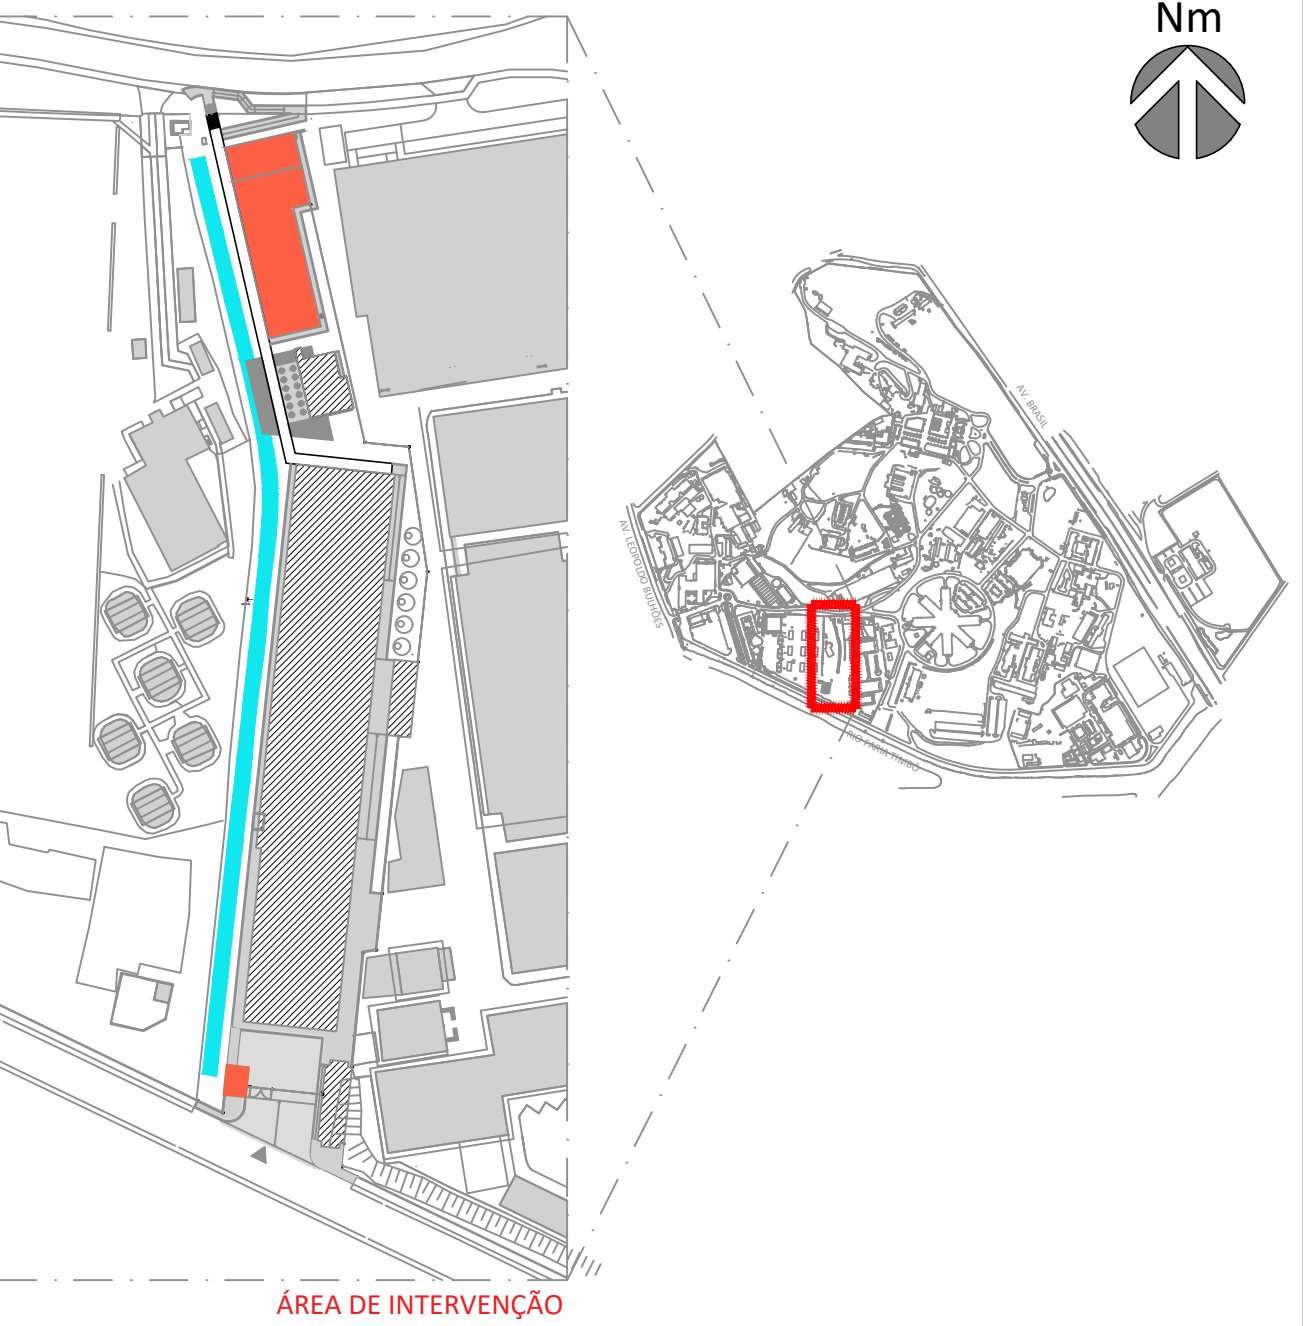 Nm
AV. BRASIL
AV. LEOPOLDO BULHÕES
RIO FARIA TIMBÓ
ÁREA DE INTERVENÇÃO